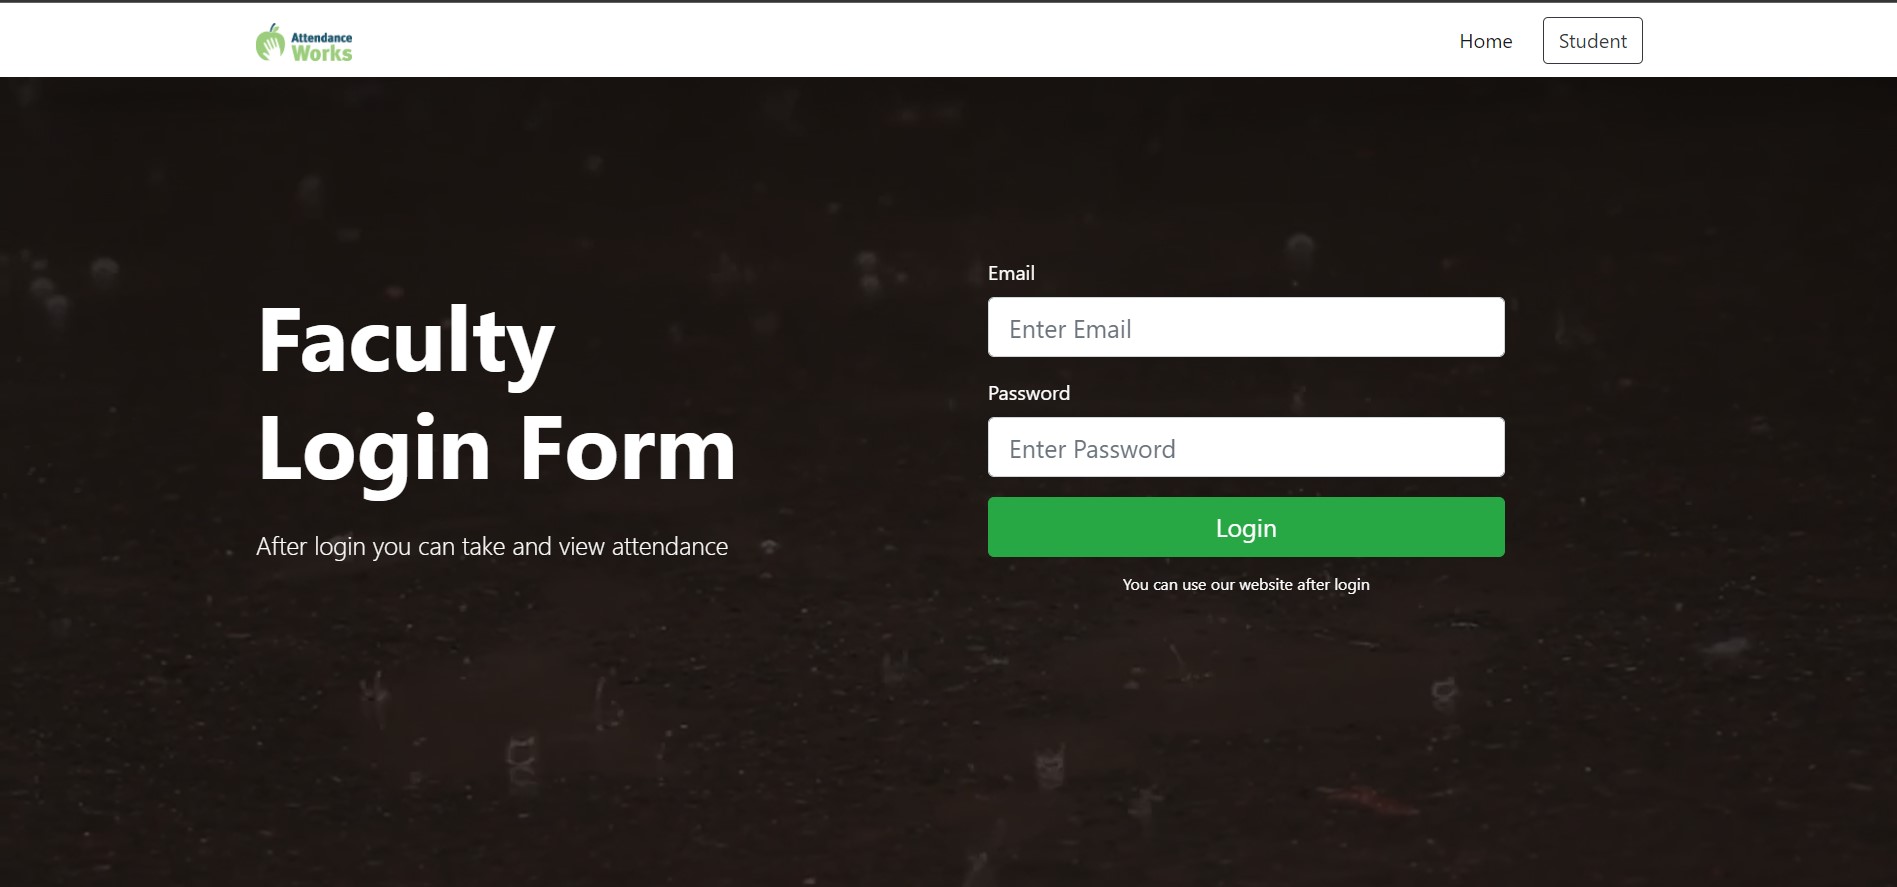 Attendance
Works
Home
Student
Faculty
Login Form
After login you can take and view attendance
Email
Enter Email
Password
Enter Password
Login
You can use our website after login